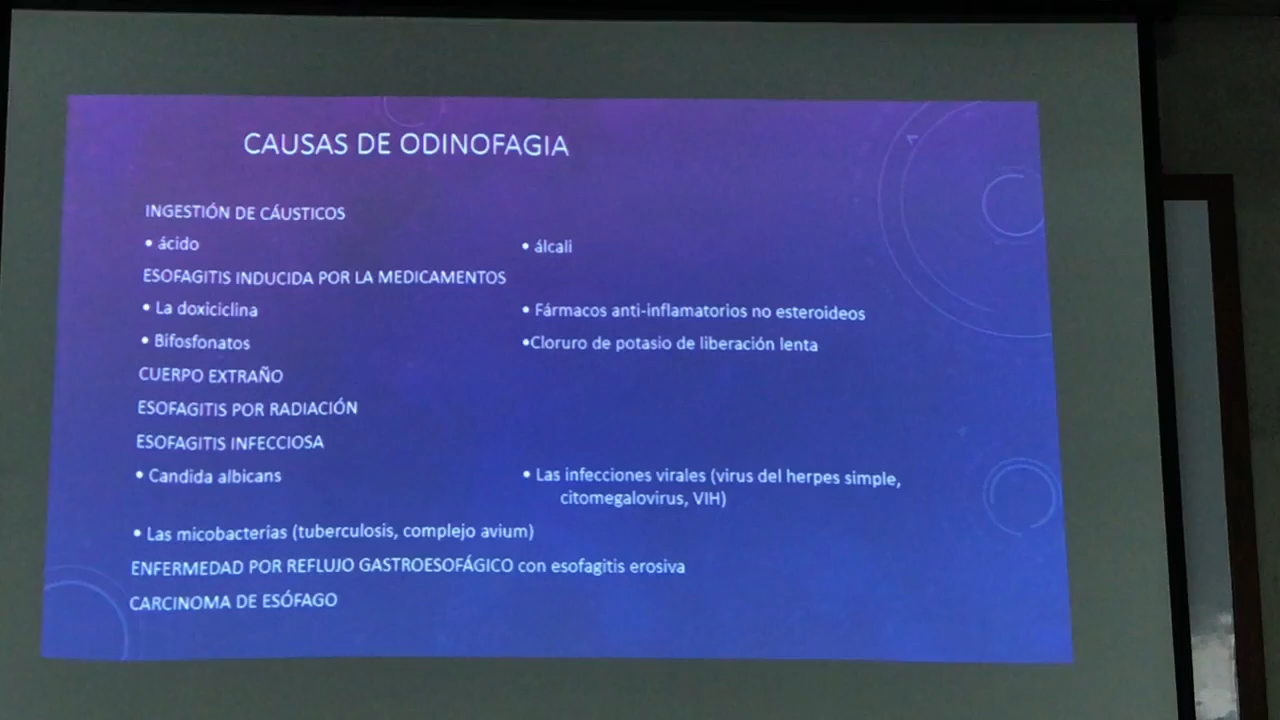 CAUSAS DE ODINOFAGIA
INGESTIÓN DE CÁUSTICOS
• ácido
• álcali
ESOFAGITIS INDUCIDA POR LA MEDICAMENTOS
• La doxiciclina
• Fármacos anti-inflamatorios no esteroideos
• Bifosfonatos
•Cloruro de potasio de liberación lenta
CUERPO EXTRAÑO
ESOFAGITIS POR RADIACIÓN
ESOFAGITIS INFECCIOSA
• Candida albicans
• Las infecciones virales (virus del herpes simple,
citomegalovirus, VIH)
• Las micobacterias (tuberculosis, complejo avium)
ENFERMEDAD POR REFLUJO GASTROESOFÁGICO con esofagitis erosiva
CARCINOMA DE ESÓFAGO